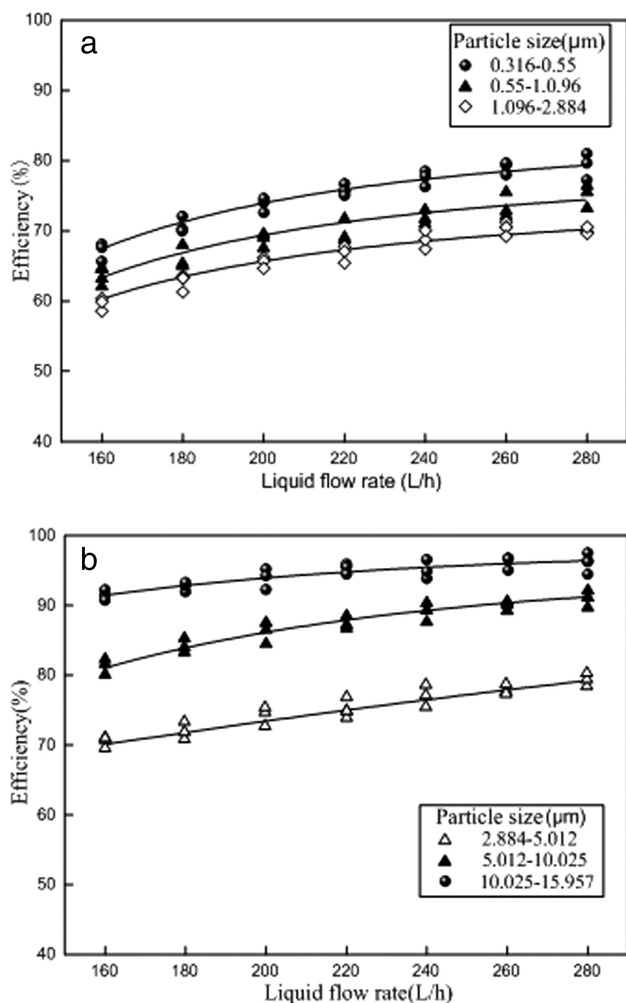 a
Particle size(μm)
0.316-0.55
0.55-1.0.96
1.096-2.884
100
90
80
70
60
50
40
Efficiency (%)
160 180 200 220 240 260 280
Liquid flow rate (L/h)
b
100
90
80
70
60
50
40
Efficiency(%)
Particle size(μm)
2.884-5.012
5.012-10.025
10.025-15.957
160 180 200 220 240 260 280
Liquid flow rate(L/h)